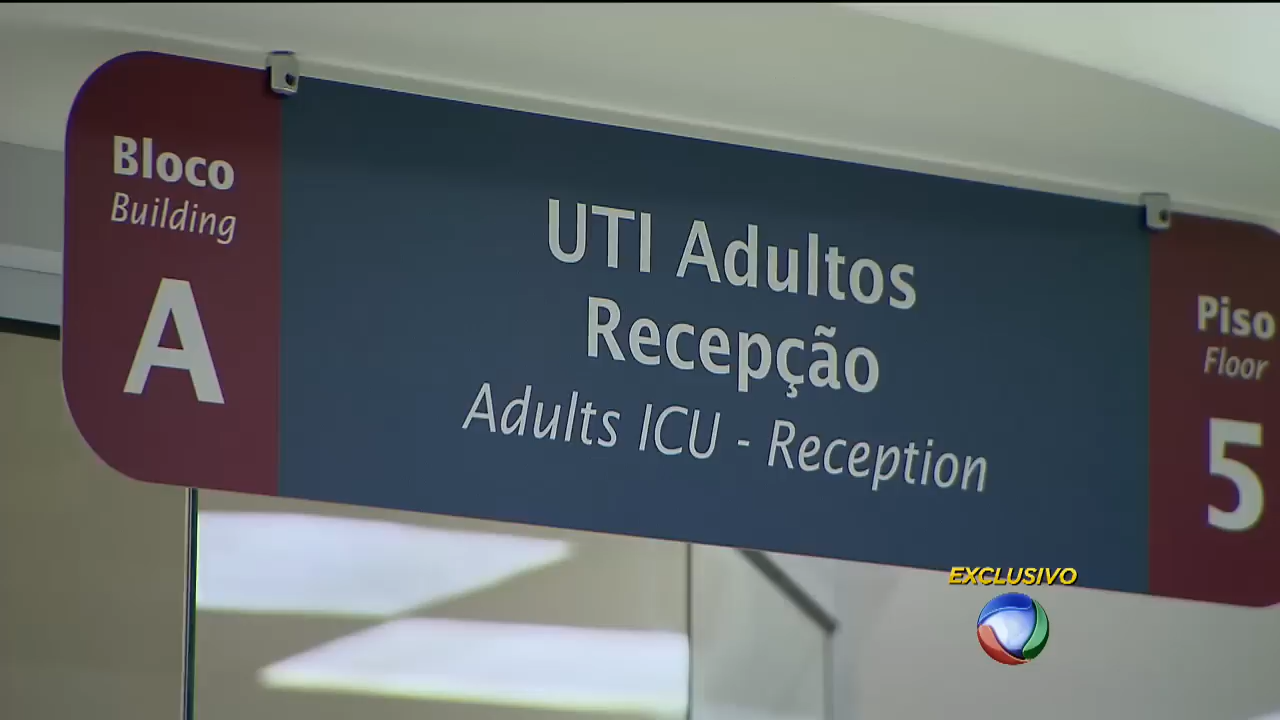 Bloco
Building
A
UTI Adultos
Recepção
Adults ICU - Reception
Piso
Floor
5
EXCLUSIVO